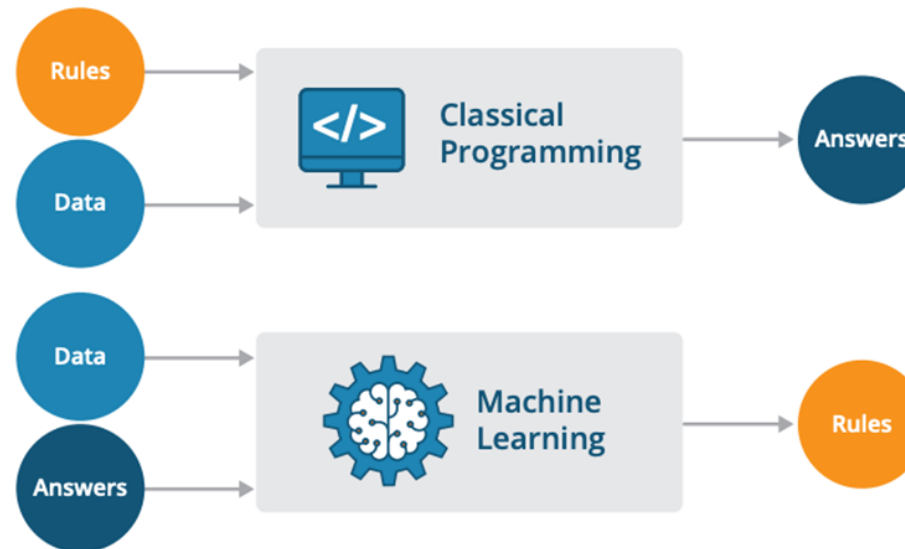 Rules
</>
Classical
Programming
Answers
Data
Data
Machine
Learning
Rules
Answers